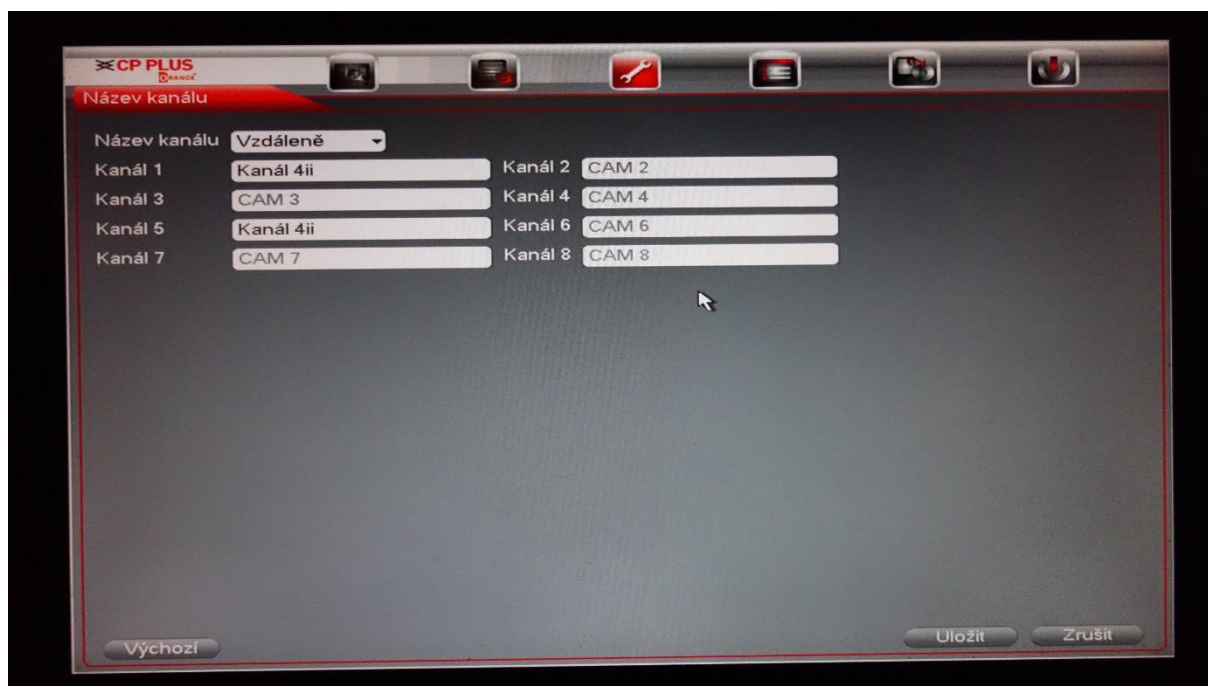 CP PLUS
ORANGE
Název kanálu
Název kanálu Vzdáleně
Kanál 1 Kanál 4ii Kanál 2 CAM 2
Kanál 3 CAM 3 Kanál 4 CAM 4
Kanál 5 Kanál 4ii Kanál 6 CAM 6
Kanál 7 CAM 7 Kanál 8 CAM 8
Výchozí Uložit Zrušit